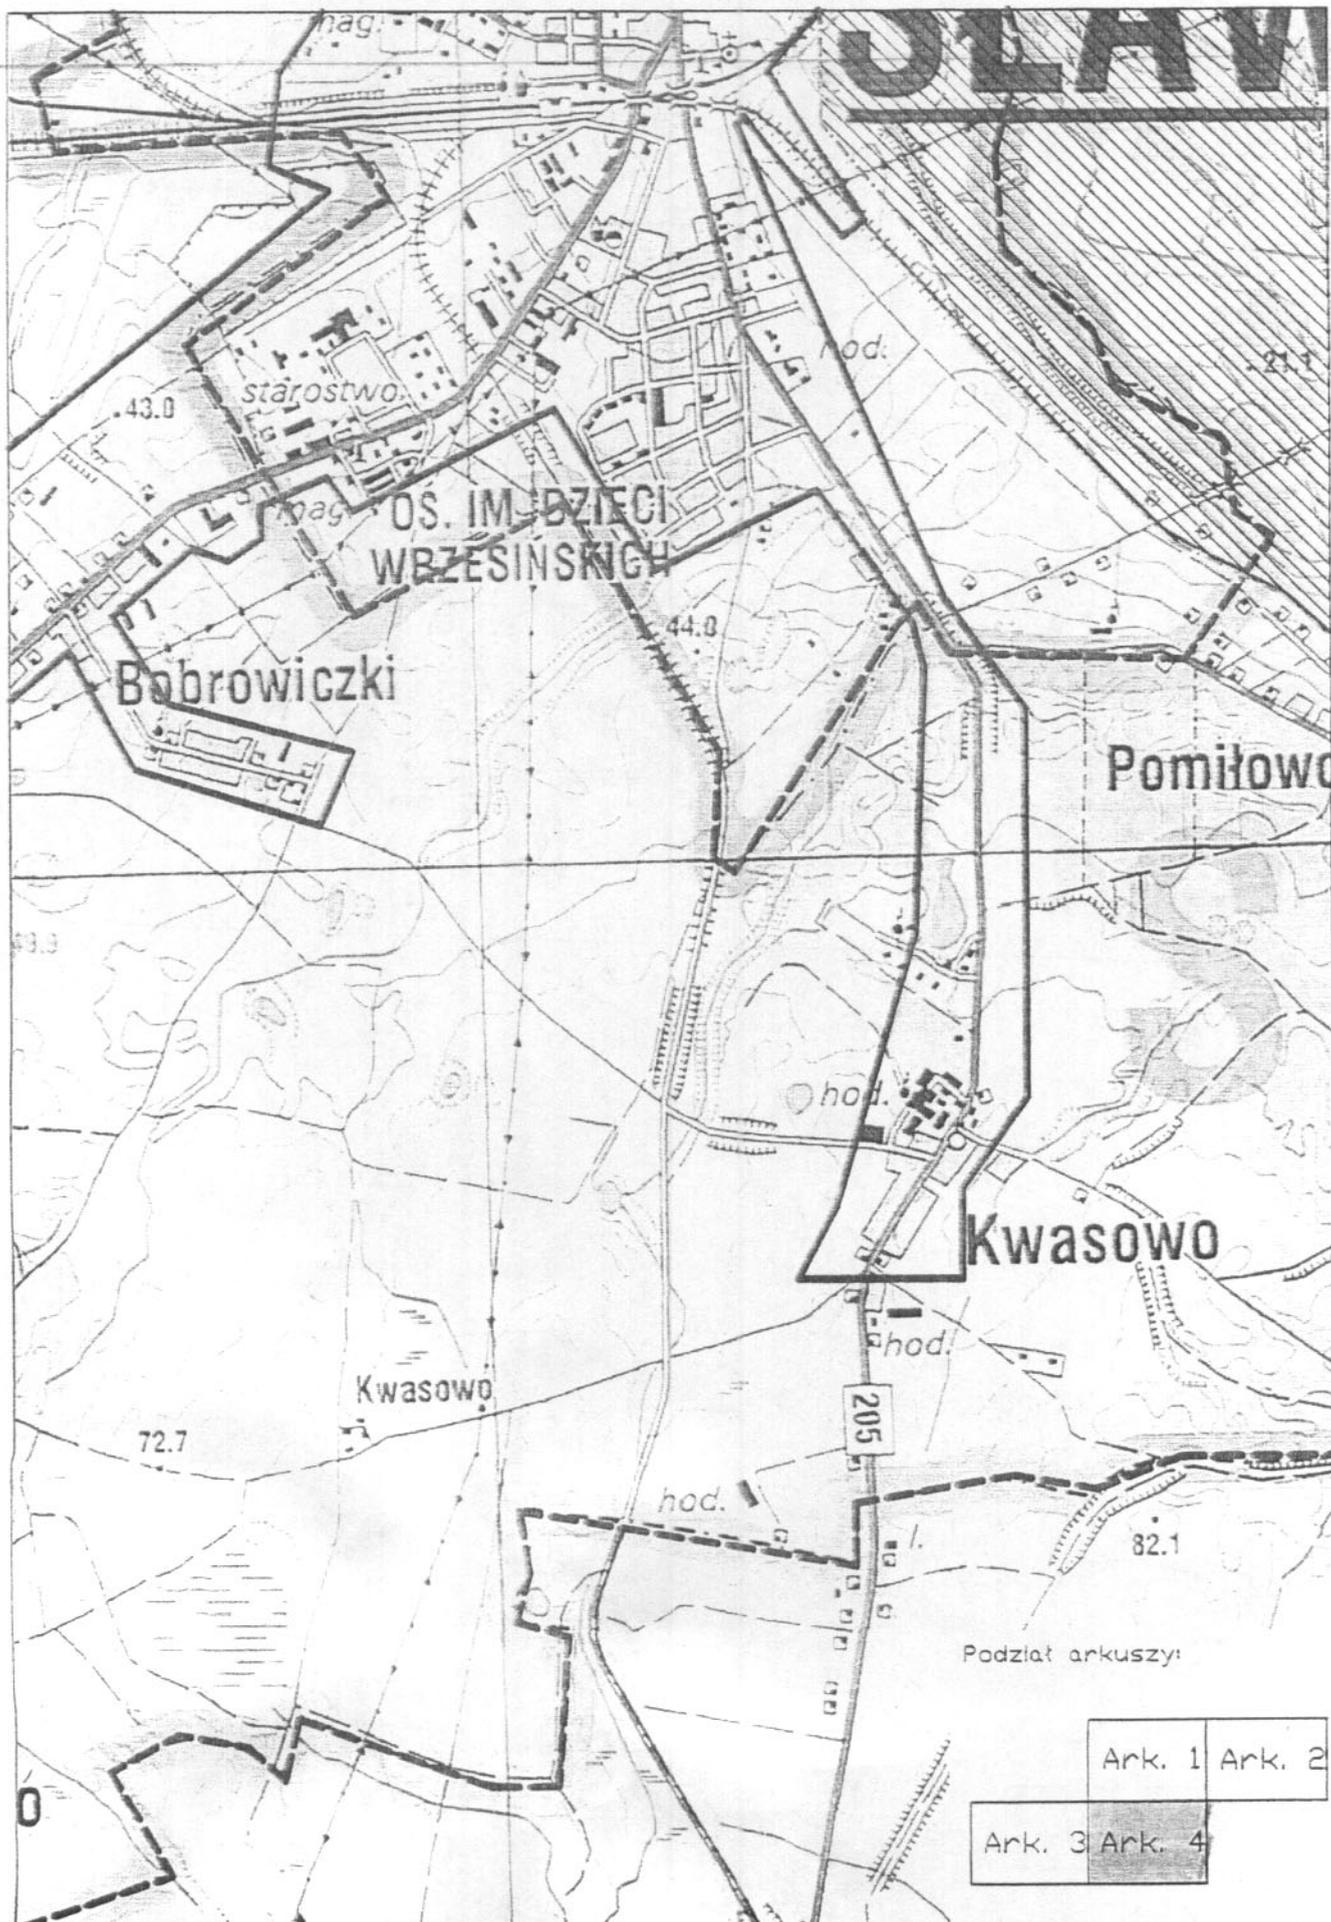 mag.
SŁAW
hod.
21.1
43.0
starostwo
mag.
OS. IM. DZIECI
WRZESIŃSKICH
44.0
Bobrowiczki
Pomiłowo
hod.
Kwasowo
hod.
Kwasowo
205
72.7
hod.
l.
82.1
Podział arkuszy:
Ark. 1 Ark. 2
Ark. 3 Ark. 4